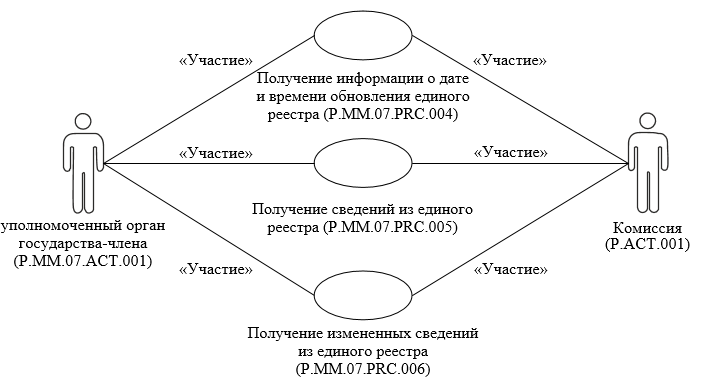 «Участие»
«Участие»
Получение информации о дате
и времени обновления единого
реестра (P.MM.07.PRC.004)
«Участие»
«Участие»
Получение сведений из единого
реестра (P.MM.07.PRC.005)
уполномоченный орган
государства-члена
(P.MM.07.ACT.001)
Комиссия
(P.ACT.001)
«Участие»
«Участие»
Получение измененных сведений
из единого реестра
(P.MM.07.PRC.006)